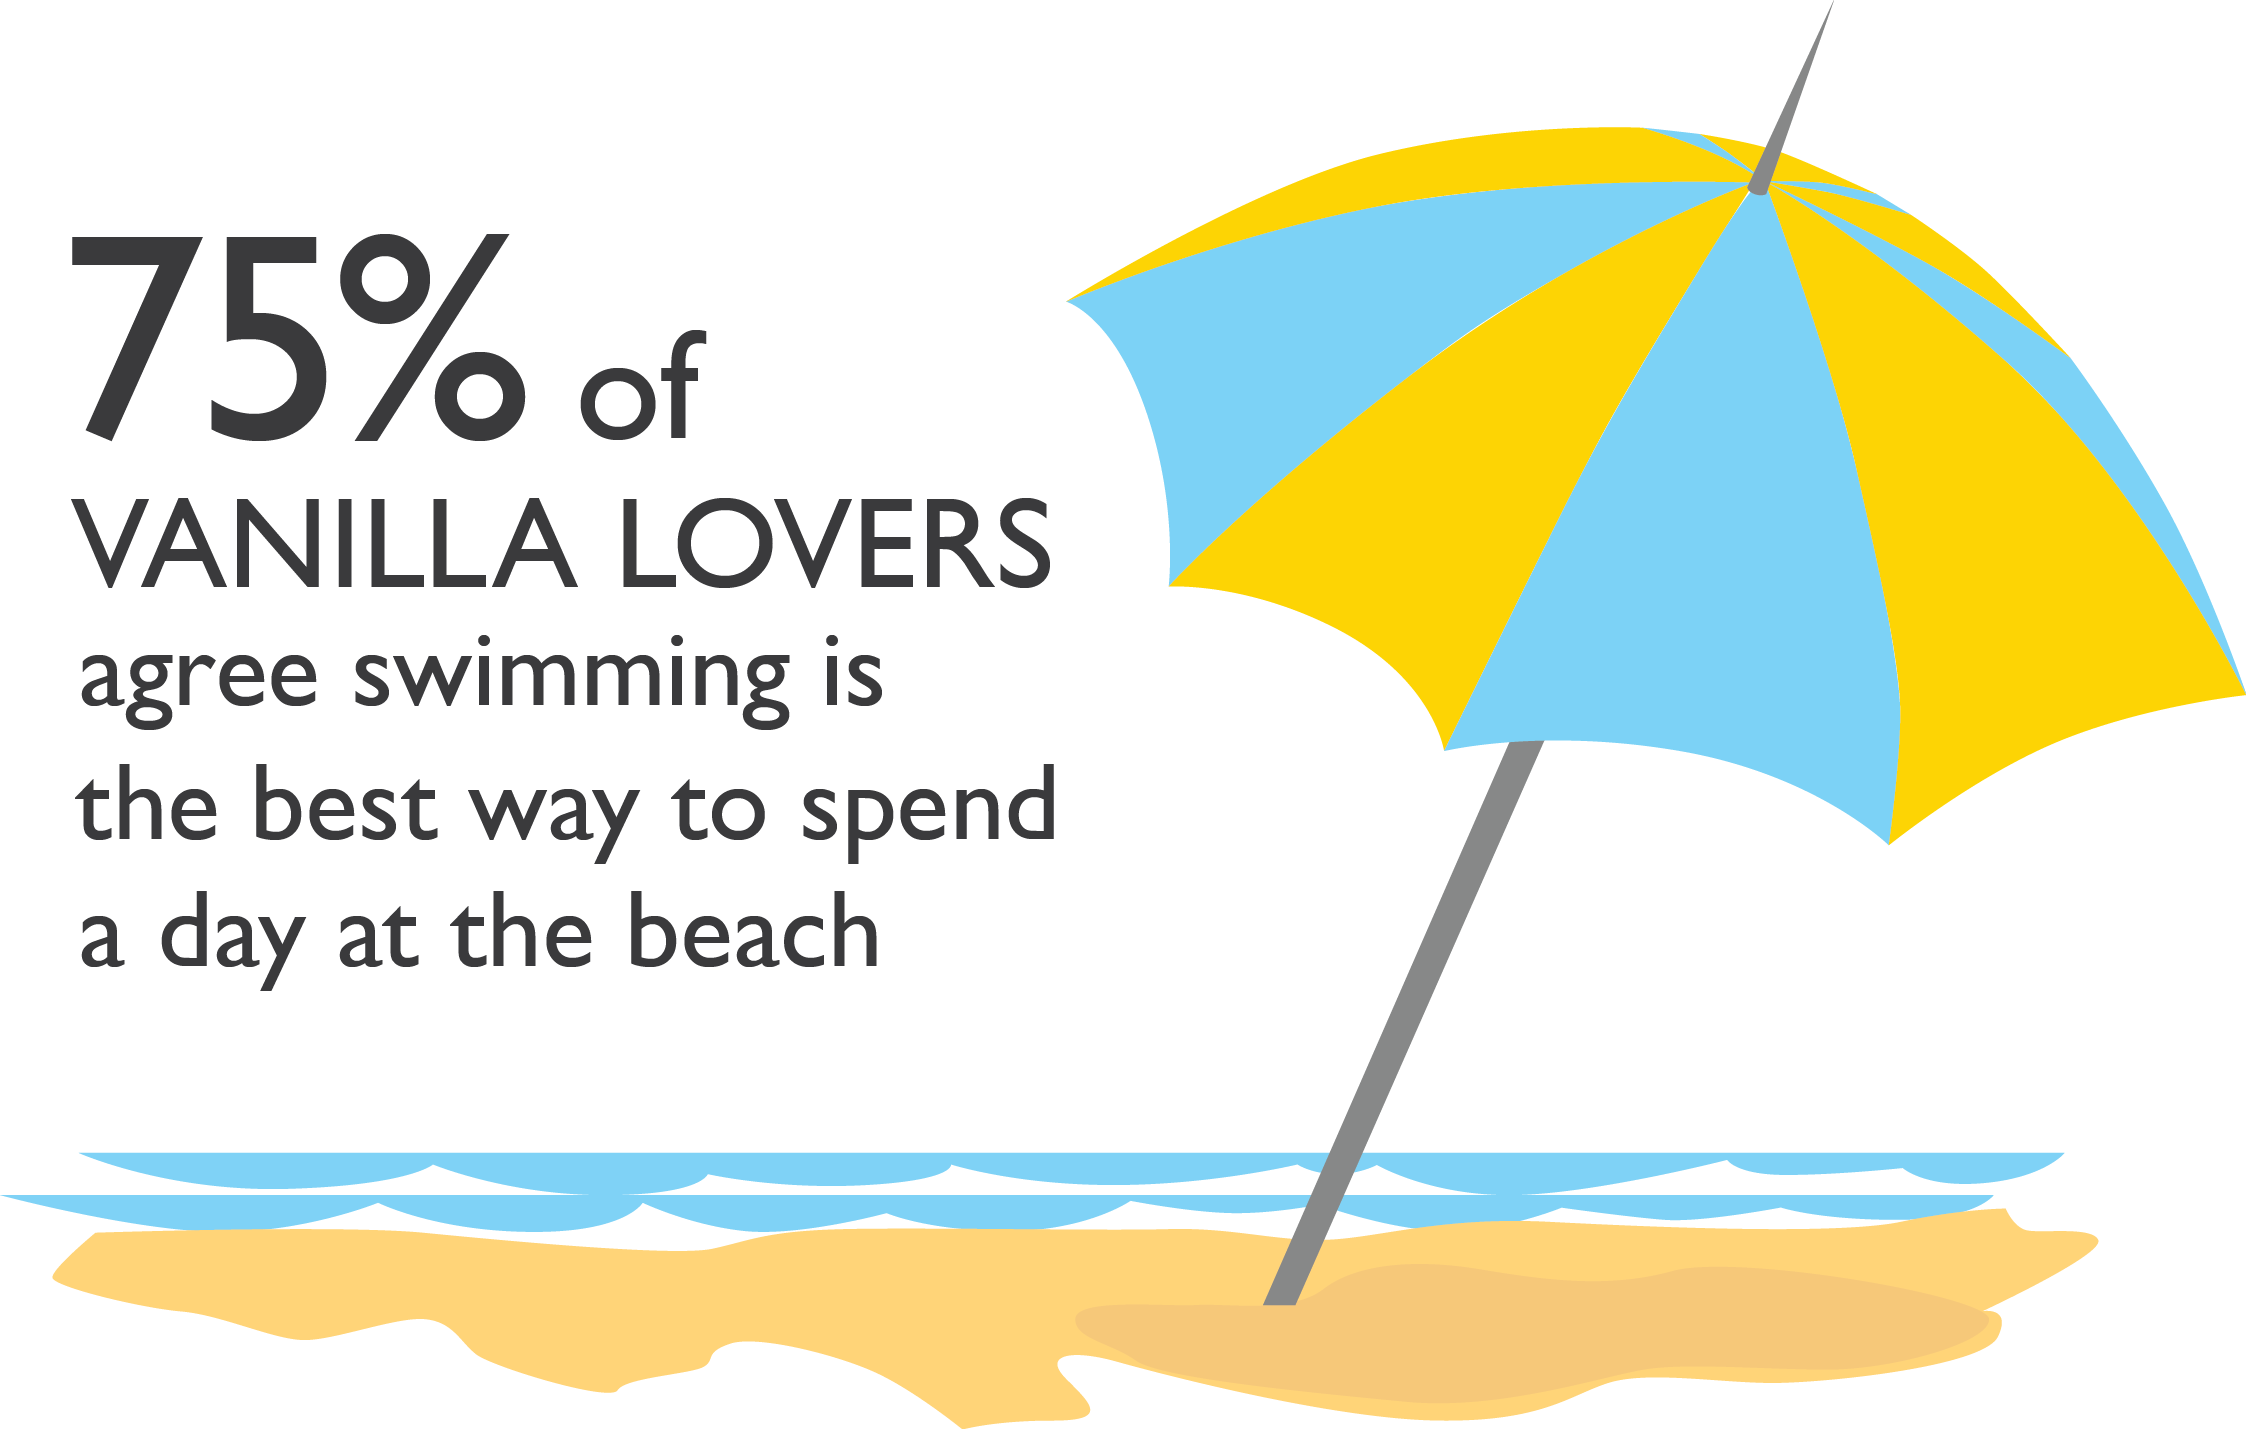 75% of
VANILLA LOVERS
agree swimming is
the best way to spend
a day at the beach